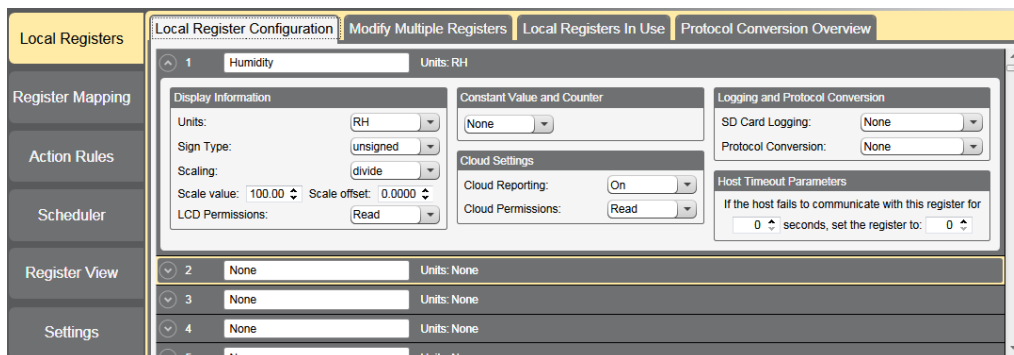 Local Registers
Register Mapping
Action Rules
Scheduler
Register View
Settings
Local Register Configuration Modify Multiple Registers Local Registers In Use Protocol Conversion Overview
1 Humidity Units: RH
Display Information
Units: RH
Sign Type: unsigned
Scaling: divide
Scale value: 100.00 Scale offset: 0.0000
LCD Permissions: Read
Constant Value and Counter
None
Cloud Settings
Cloud Reporting: On
Cloud Permissions: Read
Logging and Protocol Conversion
SD Card Logging: None
Protocol Conversion: None
Host Timeout Parameters
If the host fails to communicate with this register for
0 seconds, set the register to: 0
2 None Units: None
3 None Units: None
4 None Units: None